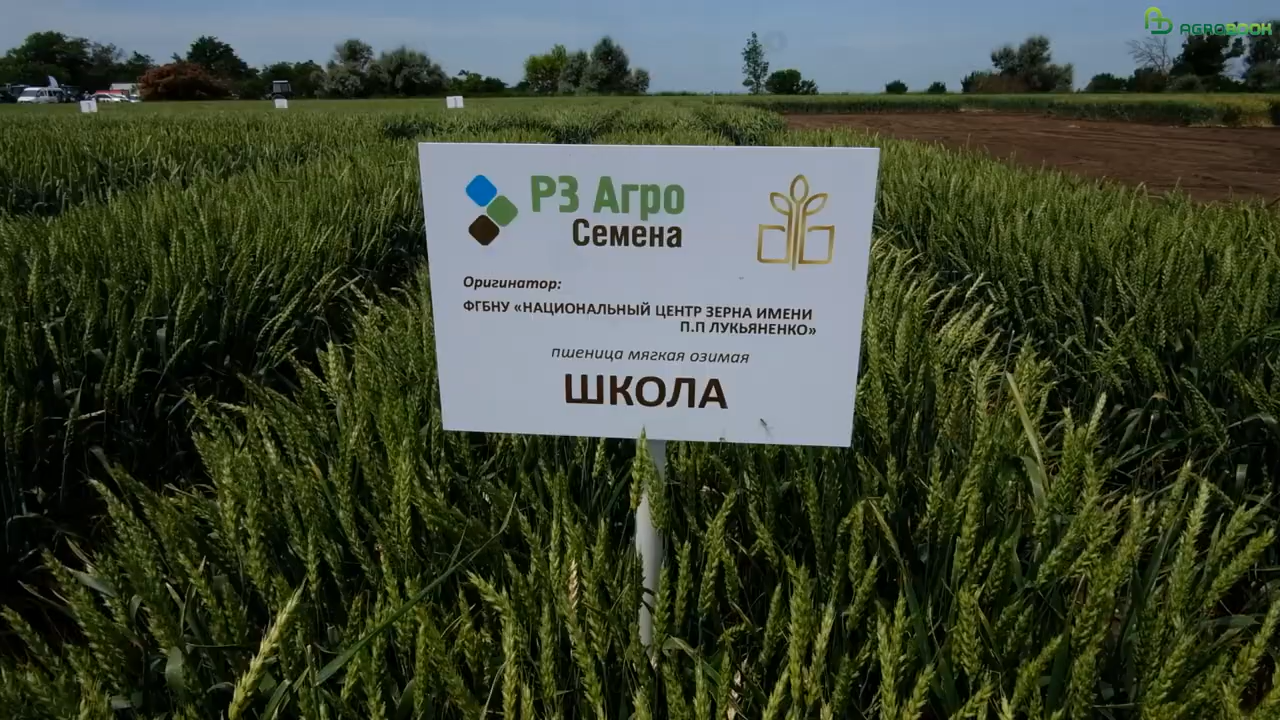 AGROBOOK
РЗ Агро
Семена
Оригинатор:
ФГБНУ «НАЦИОНАЛЬНЫЙ ЦЕНТР ЗЕРНА ИМЕНИ
П.П ЛУКЬЯНЕНКО»
пшеница мягкая озимая
ШКОЛА